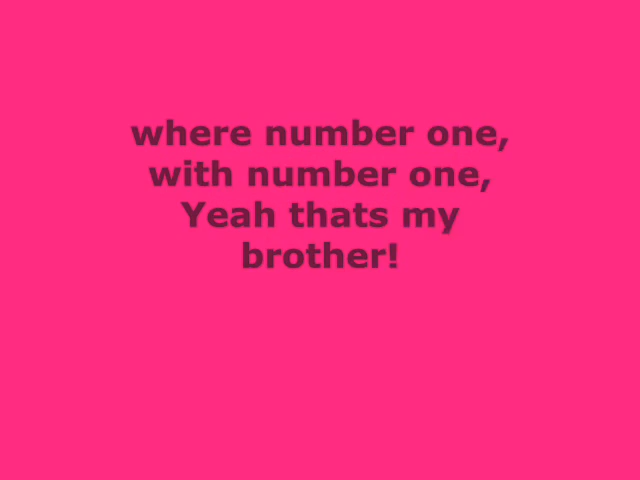 where number one,
with number one,
Yeah thats my
brother!